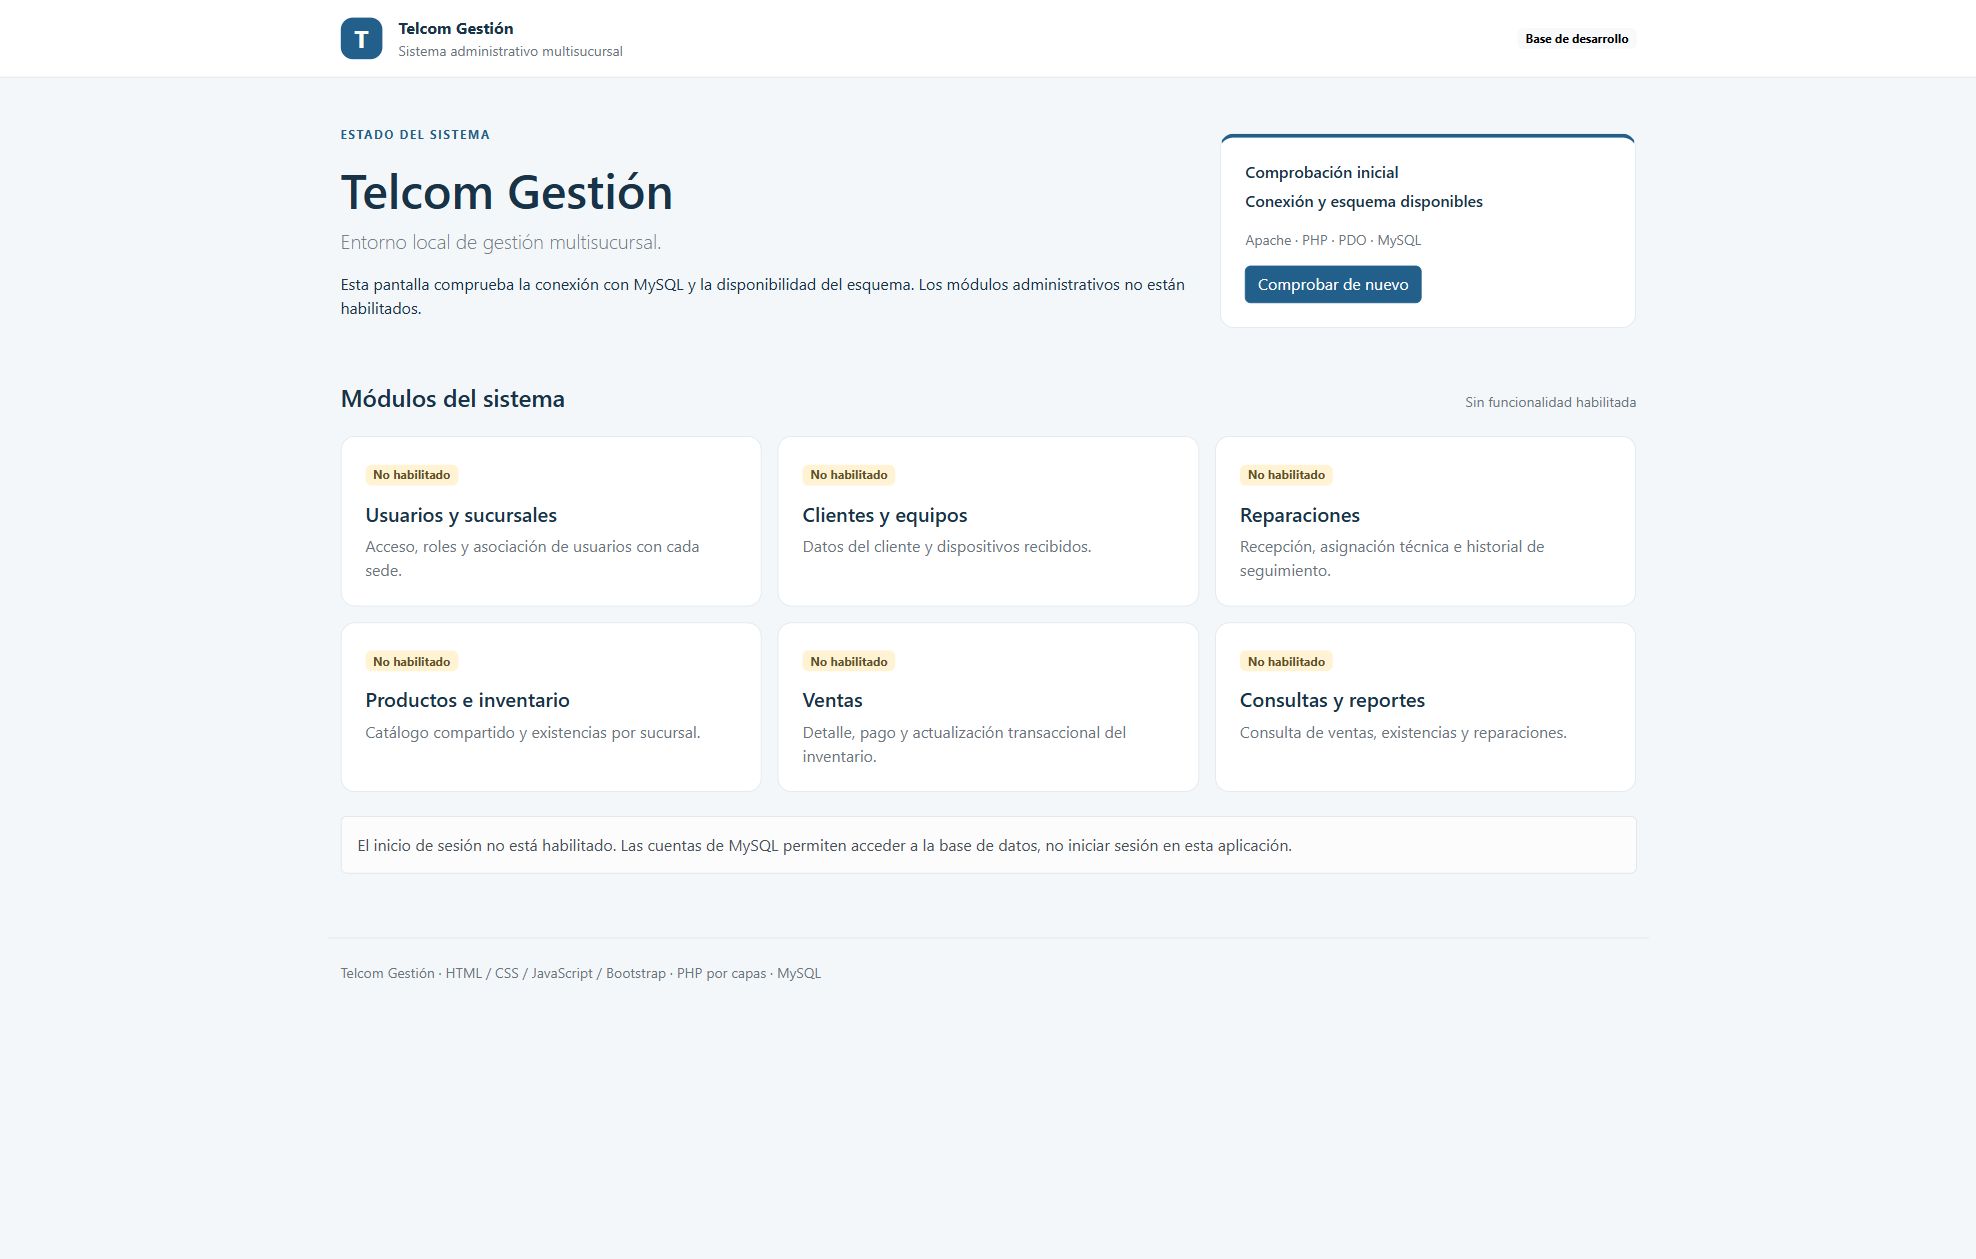 T
Telcom Gestión
Sistema administrativo multisucursal
Base de desarrollo
ESTADO DEL SISTEMA
Telcom Gestión
Entorno local de gestión multisucursal.
Esta pantalla comprueba la conexión con MySQL y la disponibilidad del esquema. Los módulos administrativos no están
habilitados.
Comprobación inicial
Conexión y esquema disponibles
Apache · PHP · PDO · MySQL
Comprobar de nuevo
Módulos del sistema
Sin funcionalidad habilitada
No habilitado
Usuarios y sucursales
Acceso, roles y asociación de usuarios con cada
sede.
No habilitado
Clientes y equipos
Datos del cliente y dispositivos recibidos.
No habilitado
Reparaciones
Recepción, asignación técnica e historial de
seguimiento.
No habilitado
Productos e inventario
Catálogo compartido y existencias por sucursal.
No habilitado
Ventas
Detalle, pago y actualización transaccional del
inventario.
No habilitado
Consultas y reportes
Consulta de ventas, existencias y reparaciones.
El inicio de sesión no está habilitado. Las cuentas de MySQL permiten acceder a la base de datos, no iniciar sesión en esta aplicación.
Telcom Gestión · HTML / CSS / JavaScript / Bootstrap · PHP por capas · MySQL